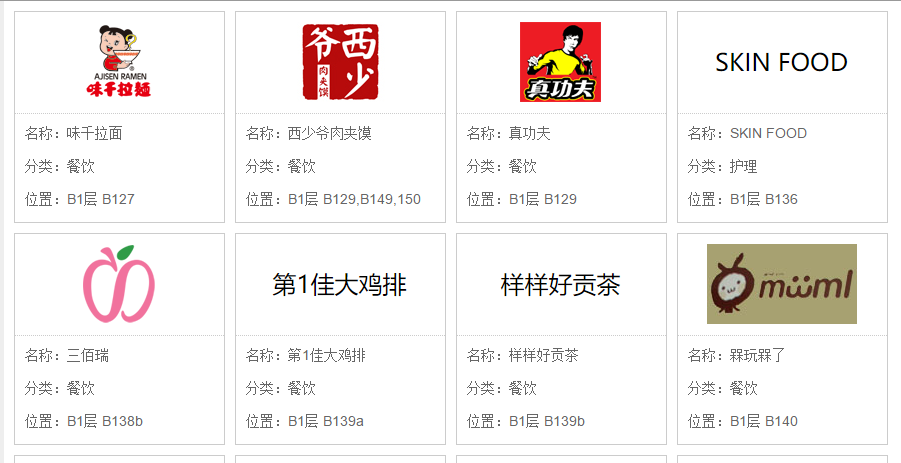 AJISEN RAMEN
味千拉麺
西少爷
肉夹馍
真功夫
SKIN FOOD
名称：味千拉面
名称：西少爷肉夹馍
名称：真功夫
名称：SKIN FOOD
分类：餐饮
分类：餐饮
分类：餐饮
分类：护理
位置：B1层 B127
位置：B1层 B129,B149,150
位置：B1层 B129
位置：B1层 B136
第1佳大鸡排
样样好贡茶
müüml
名称：三佰瑞
名称：第1佳大鸡排
名称：样样好贡茶
名称：槑玩槑了
分类：餐饮
分类：餐饮
分类：餐饮
分类：餐饮
位置：B1层 B138b
位置：B1层 B139a
位置：B1层 B139b
位置：B1层 B140